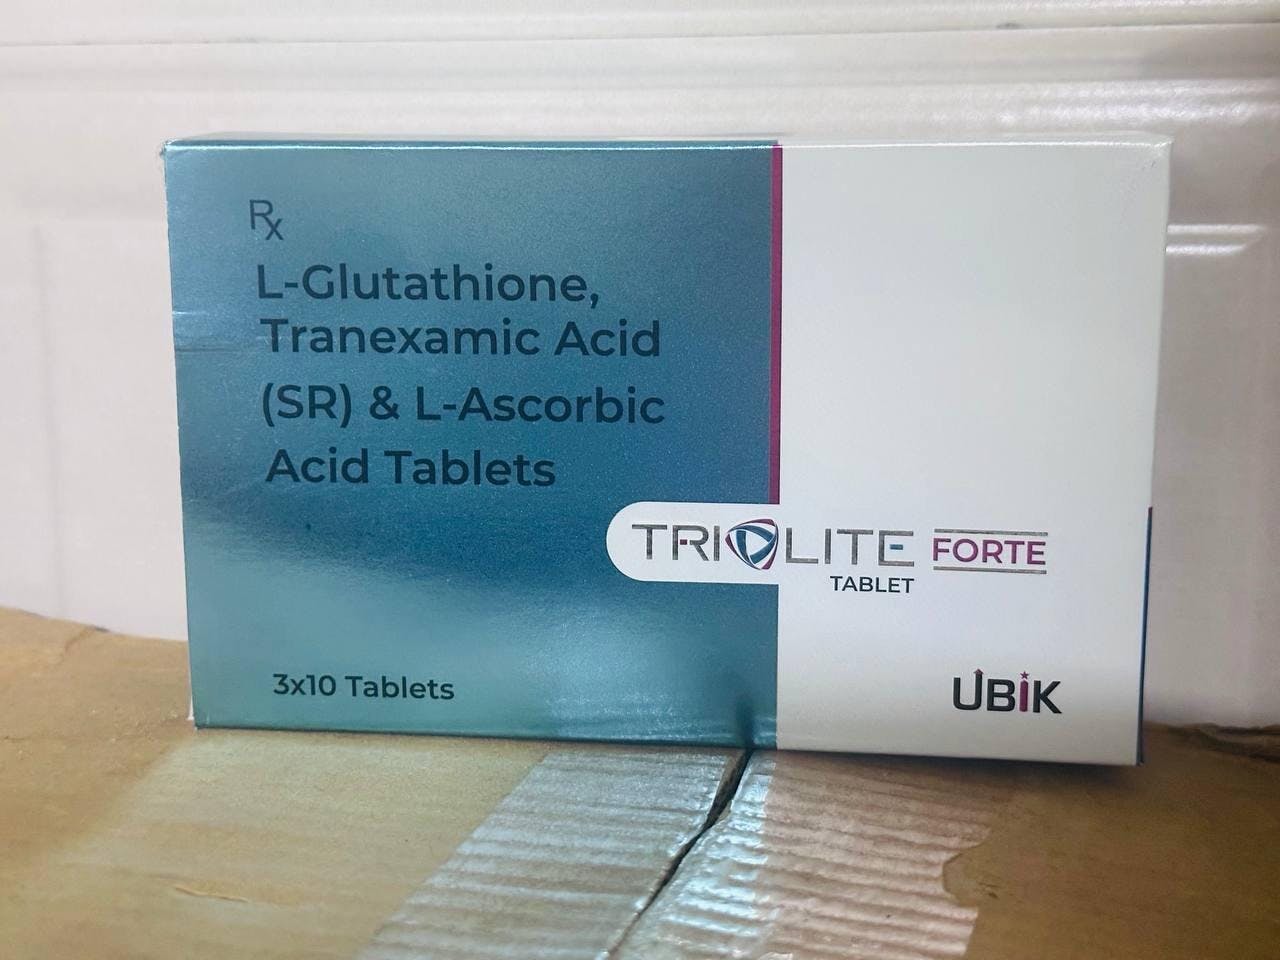 Rx
L-Glutathione,
Tranexamic Acid
(SR) & L-Ascorbic
Acid Tablets
TRIOLITE FORTE
TABLET
3x10 Tablets
UBIK